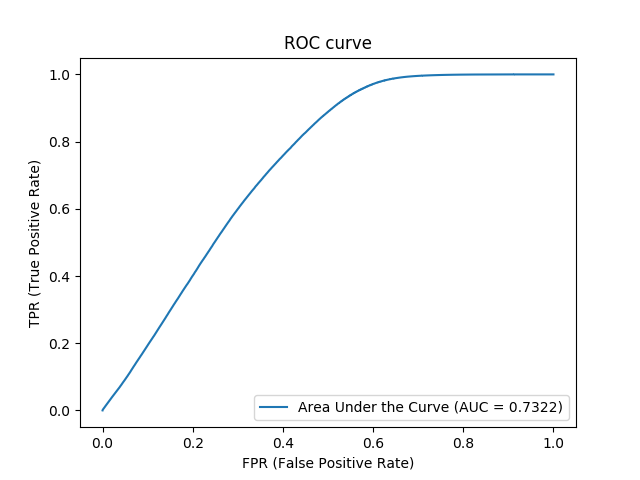 ROC curve
1.0
0.8
0.6
0.4
0.2
0.0
TPR (True Positive Rate)
Area Under the Curve (AUC = 0.7322)
0.0 0.2 0.4 0.6 0.8 1.0
FPR (False Positive Rate)